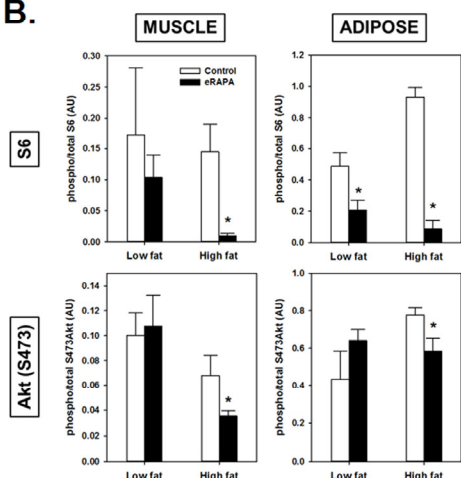 B.
MUSCLE
ADIPOSE
S6
phospho/total S6 (AU)
0.30
0.25
0.20
0.15
0.10
0.05
0.00
Control
eRAPA
*
Low fat
High fat
phospho/total S6 (AU)
1.2
1.0
0.8
0.6
0.4
0.2
0.0
*
*
Low fat
High fat
Akt (S473)
phospho/total S473Akt (AU)
0.14
0.12
0.10
0.08
0.06
0.04
0.02
0.00
*
Low fat
High fat
phospho/total S473Akt (AU)
1.0
0.8
0.6
0.4
0.2
0.0
*
Low fat
High fat